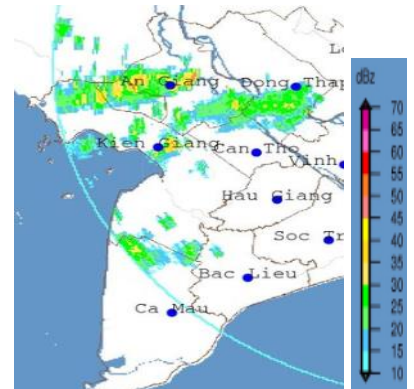 Lo
An Giang
Dong Thap
Kien Giang
Can Tho
Vinh
Hau Giang
Soc Tr
Bac Lieu
Ca Mau
dBz
70
65
60
55
50
45
40
35
30
25
20
15
10